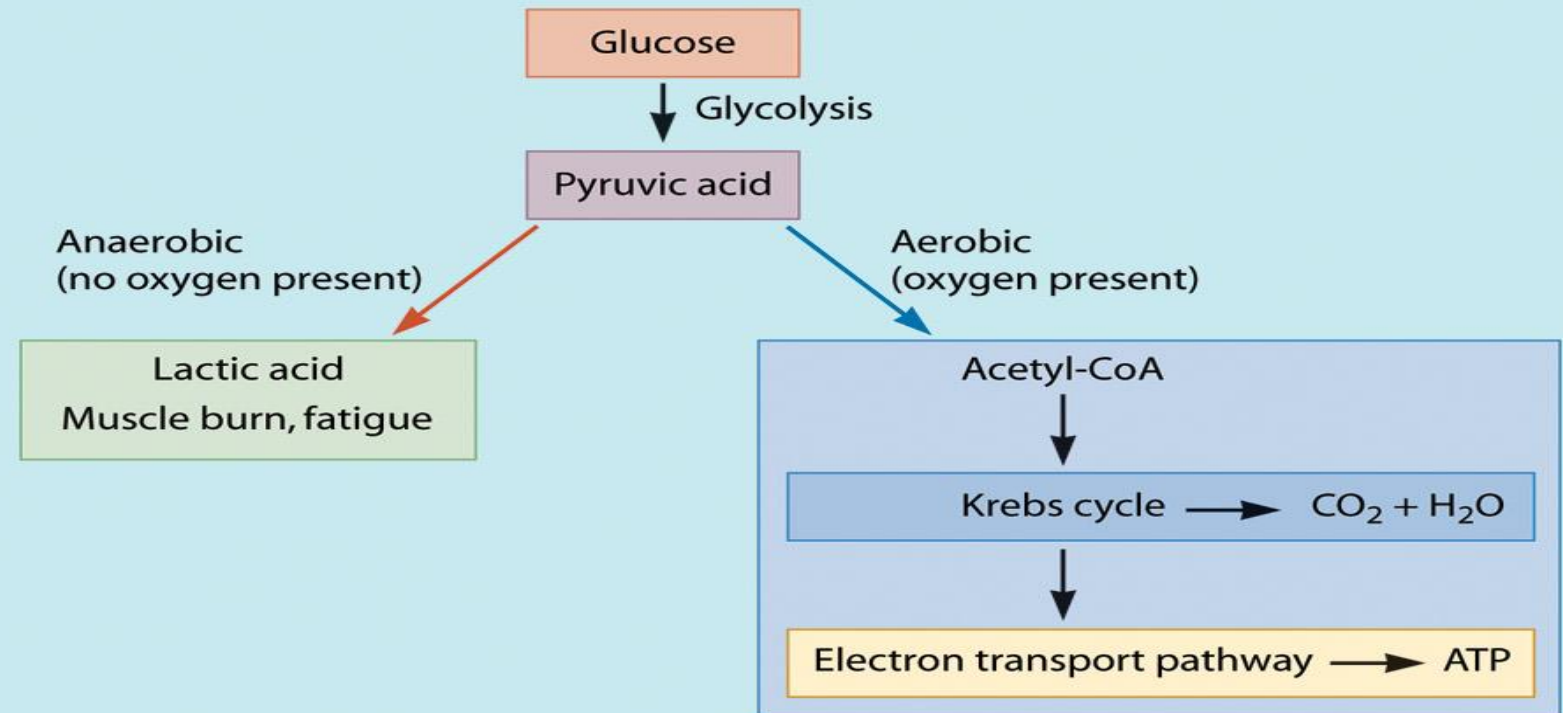 Glucose
Glycolysis
Pyruvic acid
Anaerobic
(no oxygen present)
Aerobic
(oxygen present)
Lactic acid
Muscle burn, fatigue
Acetyl-CoA
Krebs cycle → CO₂ + H₂O
Electron transport pathway → ATP